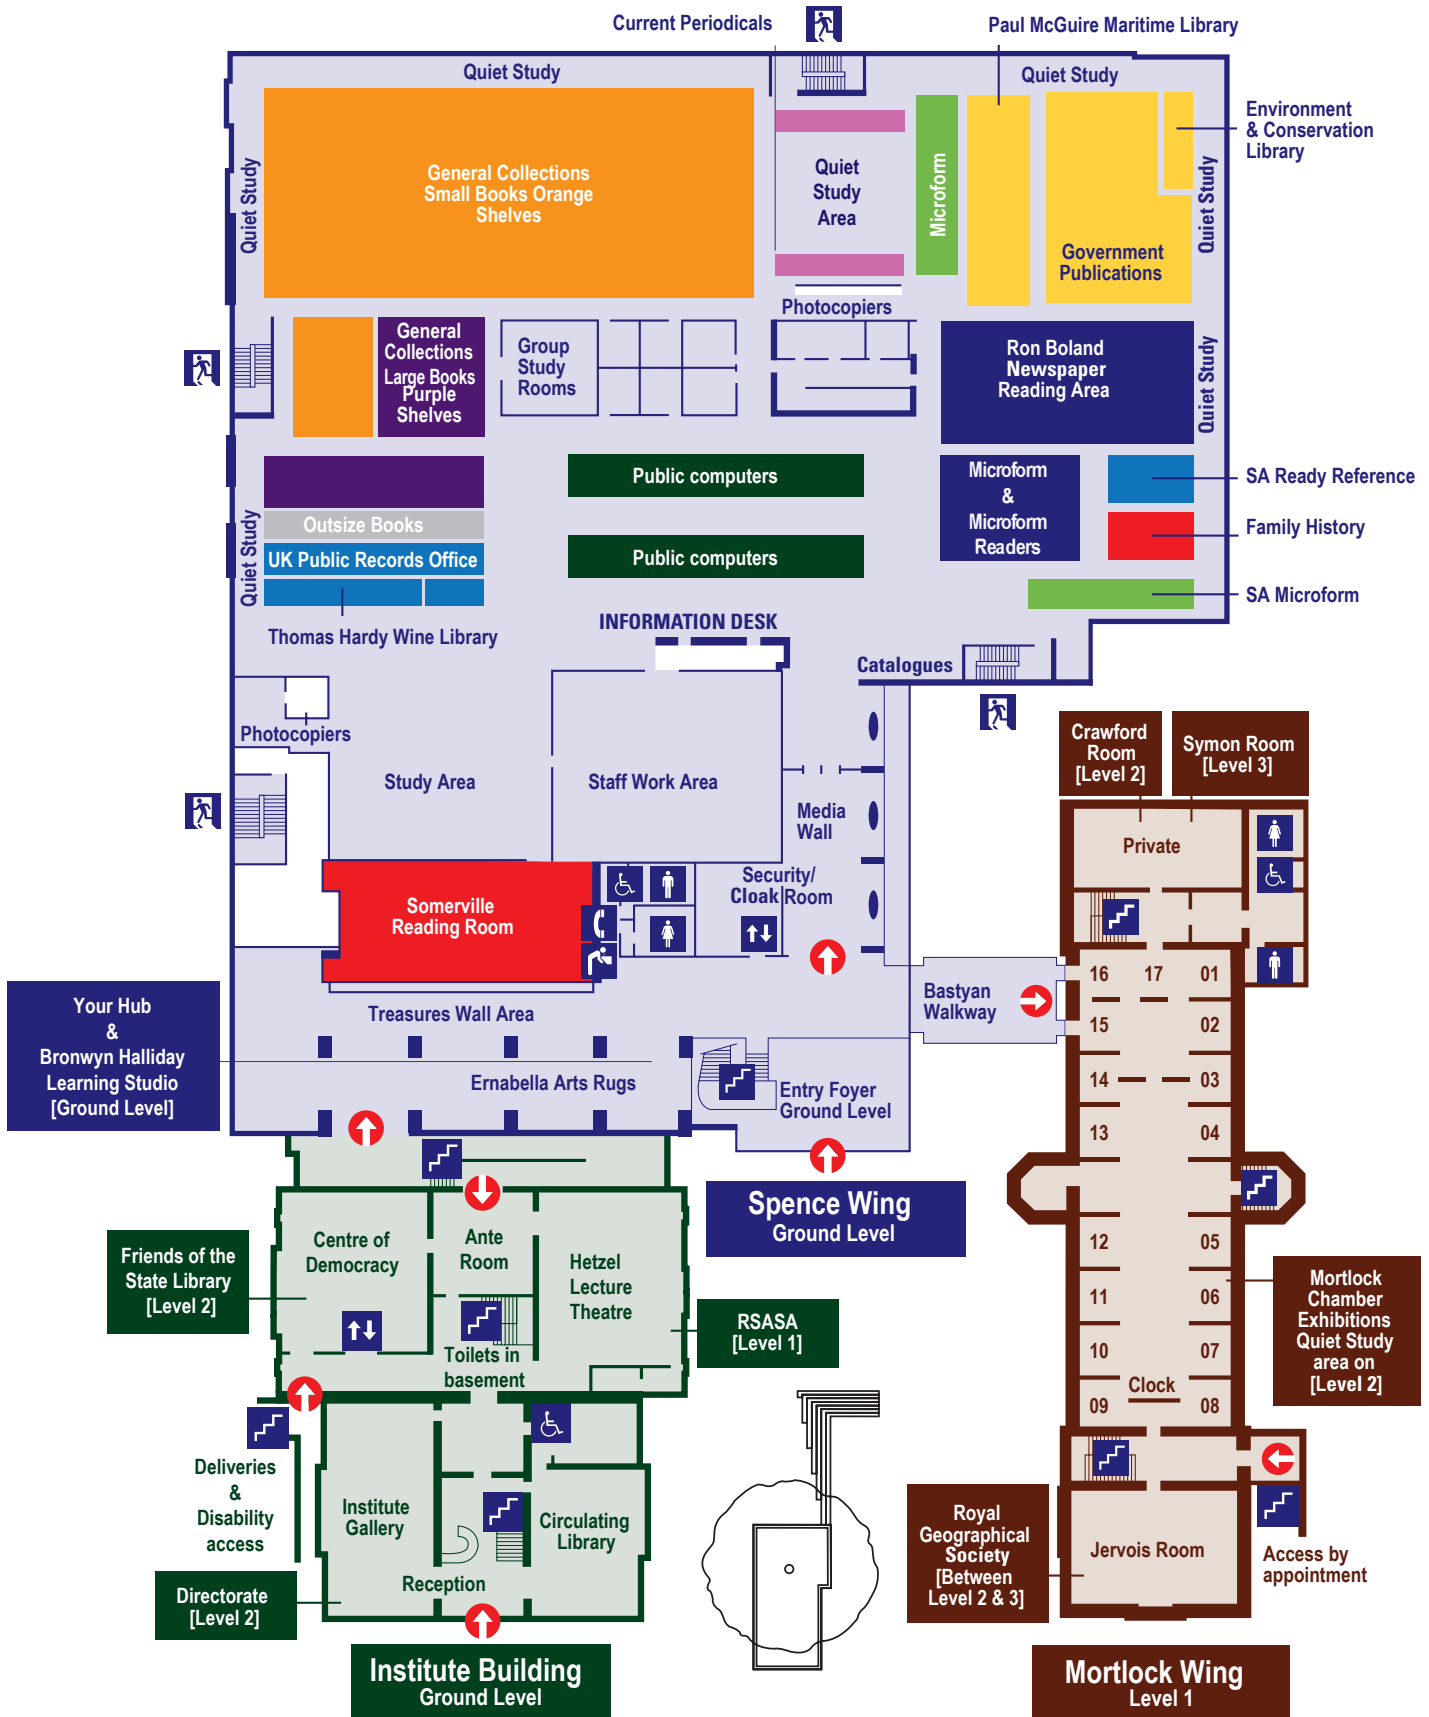 Current Periodicals
Paul McGuire Maritime Library
Quiet Study
Quiet Study
Environment
& Conservation
Library
General Collections
Small Books Orange
Shelves
Quiet
Study
Area
Microform
Quiet Study
Quiet Study
Government
Publications
Photocopiers
General
Collections
Large Books
Purple
Shelves
Group
Study
Rooms
Ron Boland
Newspaper
Reading Area
Quiet Study
Public computers
Microform
&
Microform
Readers
SA Ready Reference
Outsize Books
Family History
Quiet Study
UK Public Records Office
Public computers
SA Microform
Thomas Hardy Wine Library
INFORMATION DESK
Catalogues
Photocopiers
Study Area
Staff Work Area
Media
Wall
Crawford
Room
[Level 2]
Symon Room
[Level 3]
Private
Security/
Cloak Room
Somerville
Reading Room
Bastyan
Walkway
Treasures Wall Area
Your Hub
&
Bronwyn Halliday
Learning Studio
[Ground Level]
Ernabella Arts Rugs
Entry Foyer
Ground Level
16
17
01
15
02
14
03
13
04
12
05
11
06
10
07
Clock
09
08
Spence Wing
Ground Level
Friends of the
State Library
[Level 2]
Centre of
Democracy
Ante
Room
Hetzel
Lecture
Theatre
RSASA
[Level 1]
Toilets in
basement
Mortlock
Chamber
Exhibitions
Quiet Study
area on
[Level 2]
Deliveries
&
Disability
access
Institute
Gallery
Circulating
Library
Reception
Directorate
[Level 2]
Royal
Geographical
Society
[Between
Level 2 & 3]
Jervois Room
Access by
appointment
Institute Building
Ground Level
Mortlock Wing
Level 1